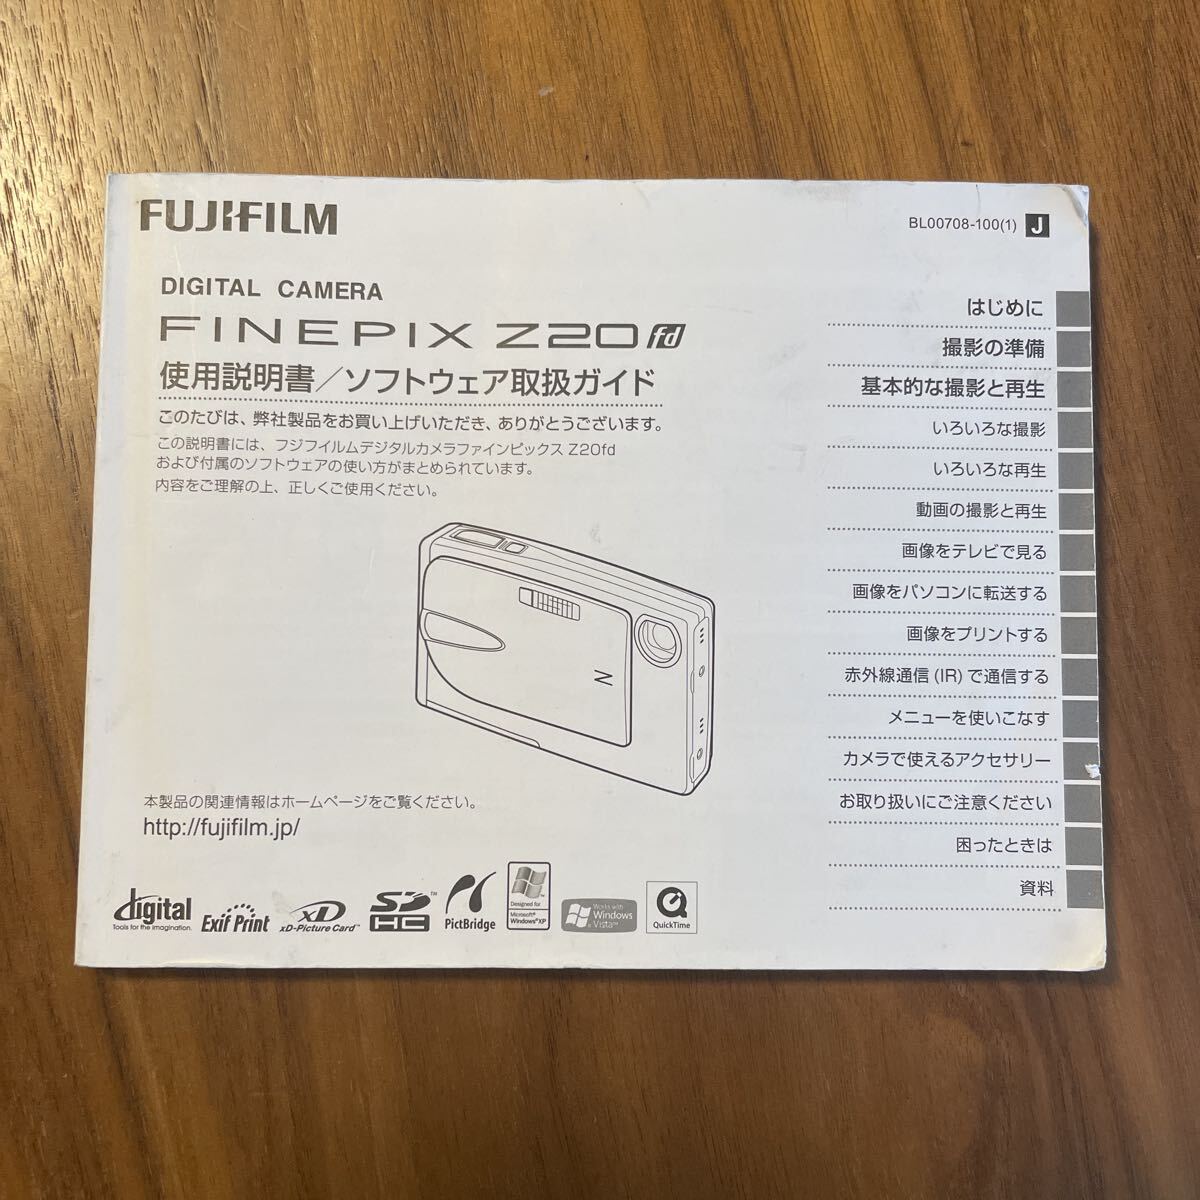 FUJIFILM
BL00708-100(1) J
DIGITAL CAMERA
FINEPIX Z20 fd
使用説明書/ソフトウェア取扱ガイド
このたびは、弊社製品をお買い上げいただき、ありがとうございます。
この説明書には、フジフイルムデジタルカメラファインピックス Z20fd
および付属のソフトウェアの使い方がまとめられています。
内容をご理解の上、正しくご使用ください。
はじめに
撮影の準備
基本的な撮影と再生
いろいろな撮影
いろいろな再生
動画の撮影と再生
画像をテレビで見る
画像をパソコンに転送する
画像をプリントする
赤外線通信 (IR) で通信する
メニューを使いこなす
カメラで使えるアクセサリー
お取り扱いにご注意ください
困ったときは
資料
Z
本製品の関連情報はホームページをご覧ください。
http://fujifilm.jp/
digital
Tools for the imagination.
Exif Print
xD
xD-Picture Card™
SD™
HC
PictBridge
Designed for
Microsoft®
Windows®XP
Works with
Windows
Vista™
QuickTime